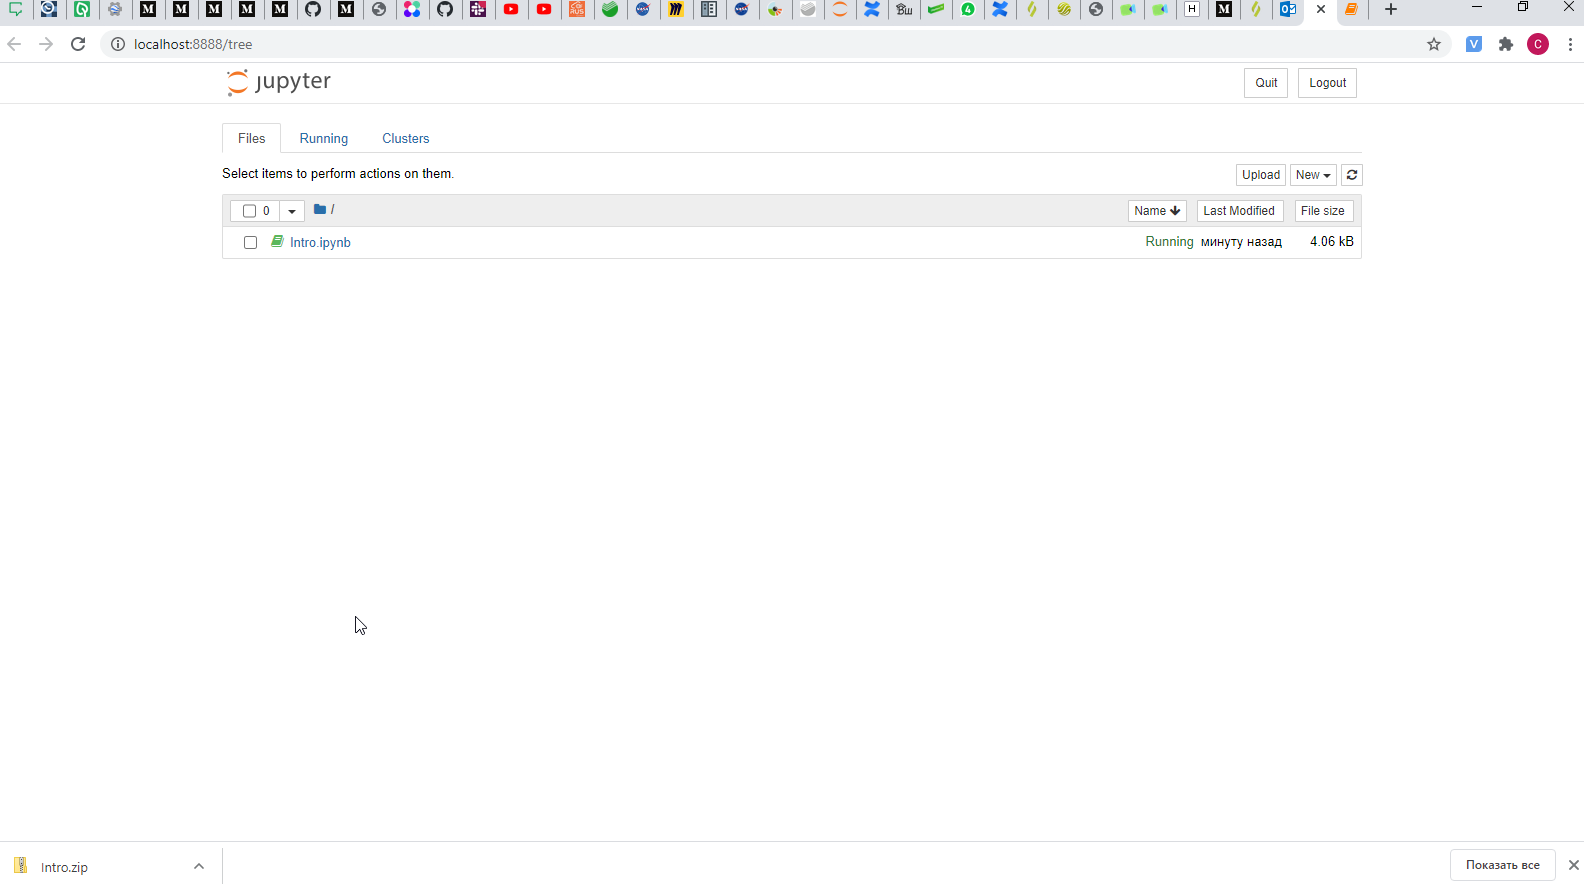 localhost:8888/tree
V
C
jupyter
Quit
Logout
Files
Running
Clusters
Select items to perform actions on them.
Upload
New
0
/
Name
Last Modified
File size
Intro.ipynb
Running
минуту назад
4.06 kB
Intro.zip
Показать все